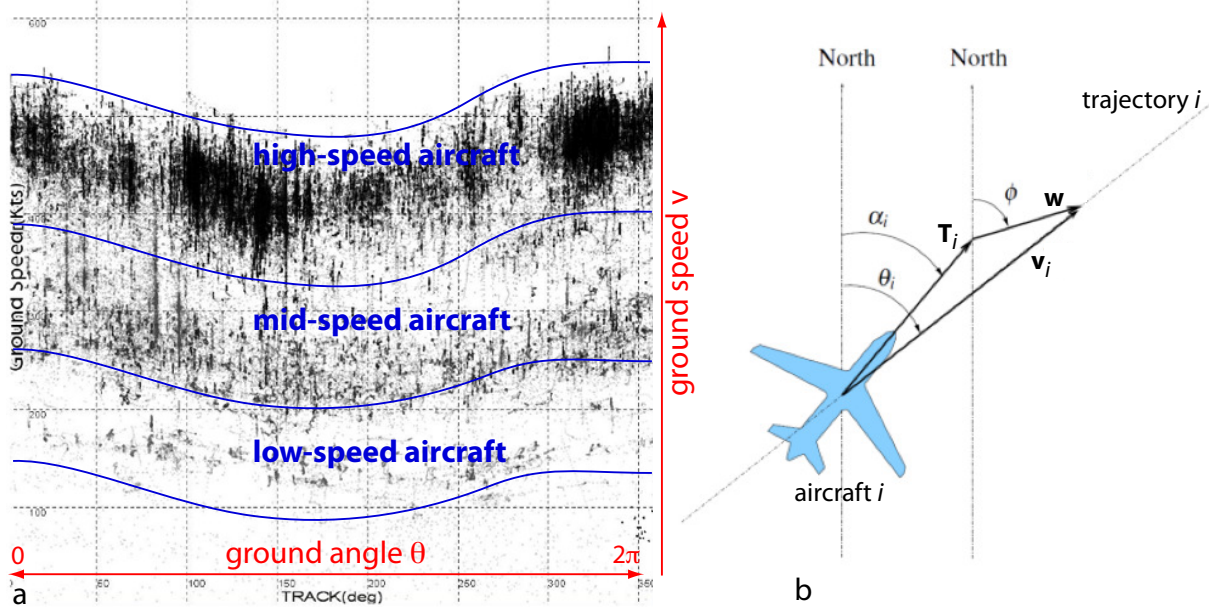 600
high-speed aircraft
400
mid-speed aircraft
200
low-speed aircraft
100
Ground Speed(Kts)
ground speed v
0
ground angle θ
2π
50
100
150
200
250
300
TRACK(deg)
a
North
North
trajectory i
ϕ
w
αᵢ
Tᵢ
vᵢ
θᵢ
aircraft i
b